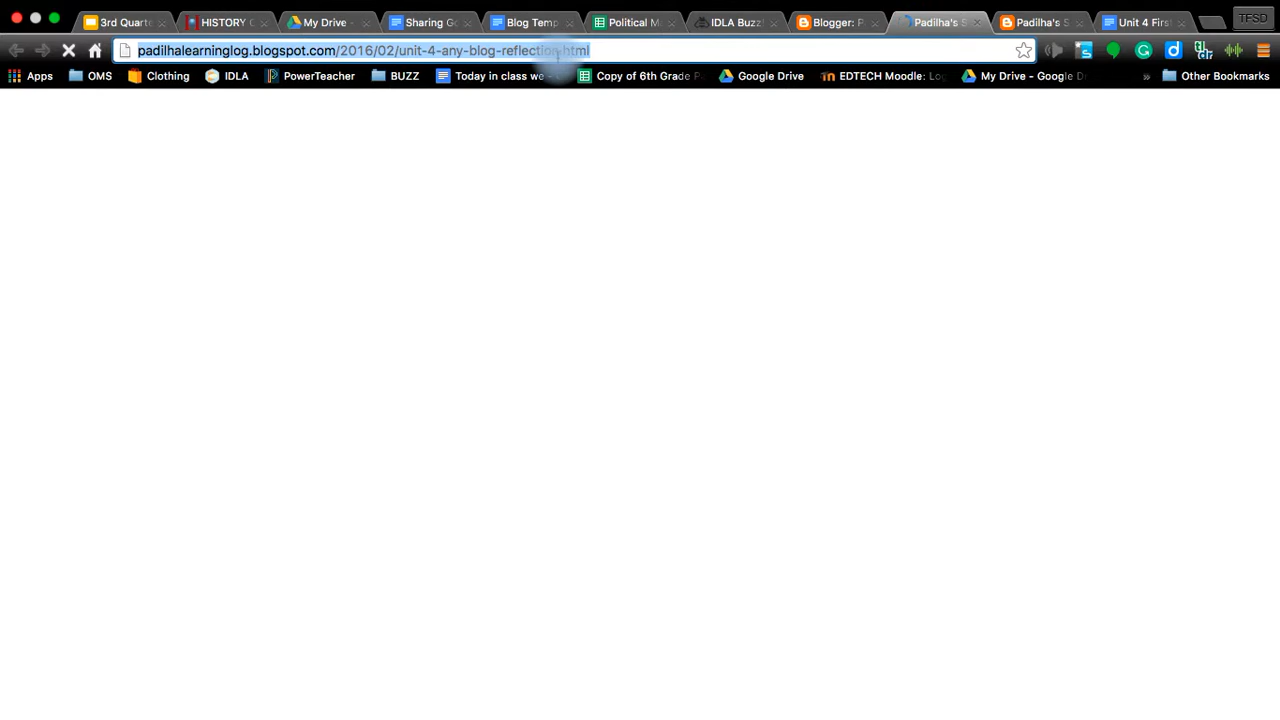 3rd Quarte HISTORY C My Drive - Sharing Go Blog Temp Political M IDLA Buzz! Blogger: P Padilha's S Padilha's S Unit 4 First TFSD
padilhalearninglog.blogspot.com/2016/02/unit-4-any-blog-reflection.html
Apps OMS Clothing IDLA PowerTeacher BUZZ Today in class we - Copy of 6th Grade P Google Drive EDTECH Moodle: Lo My Drive - Google D » Other Bookmarks